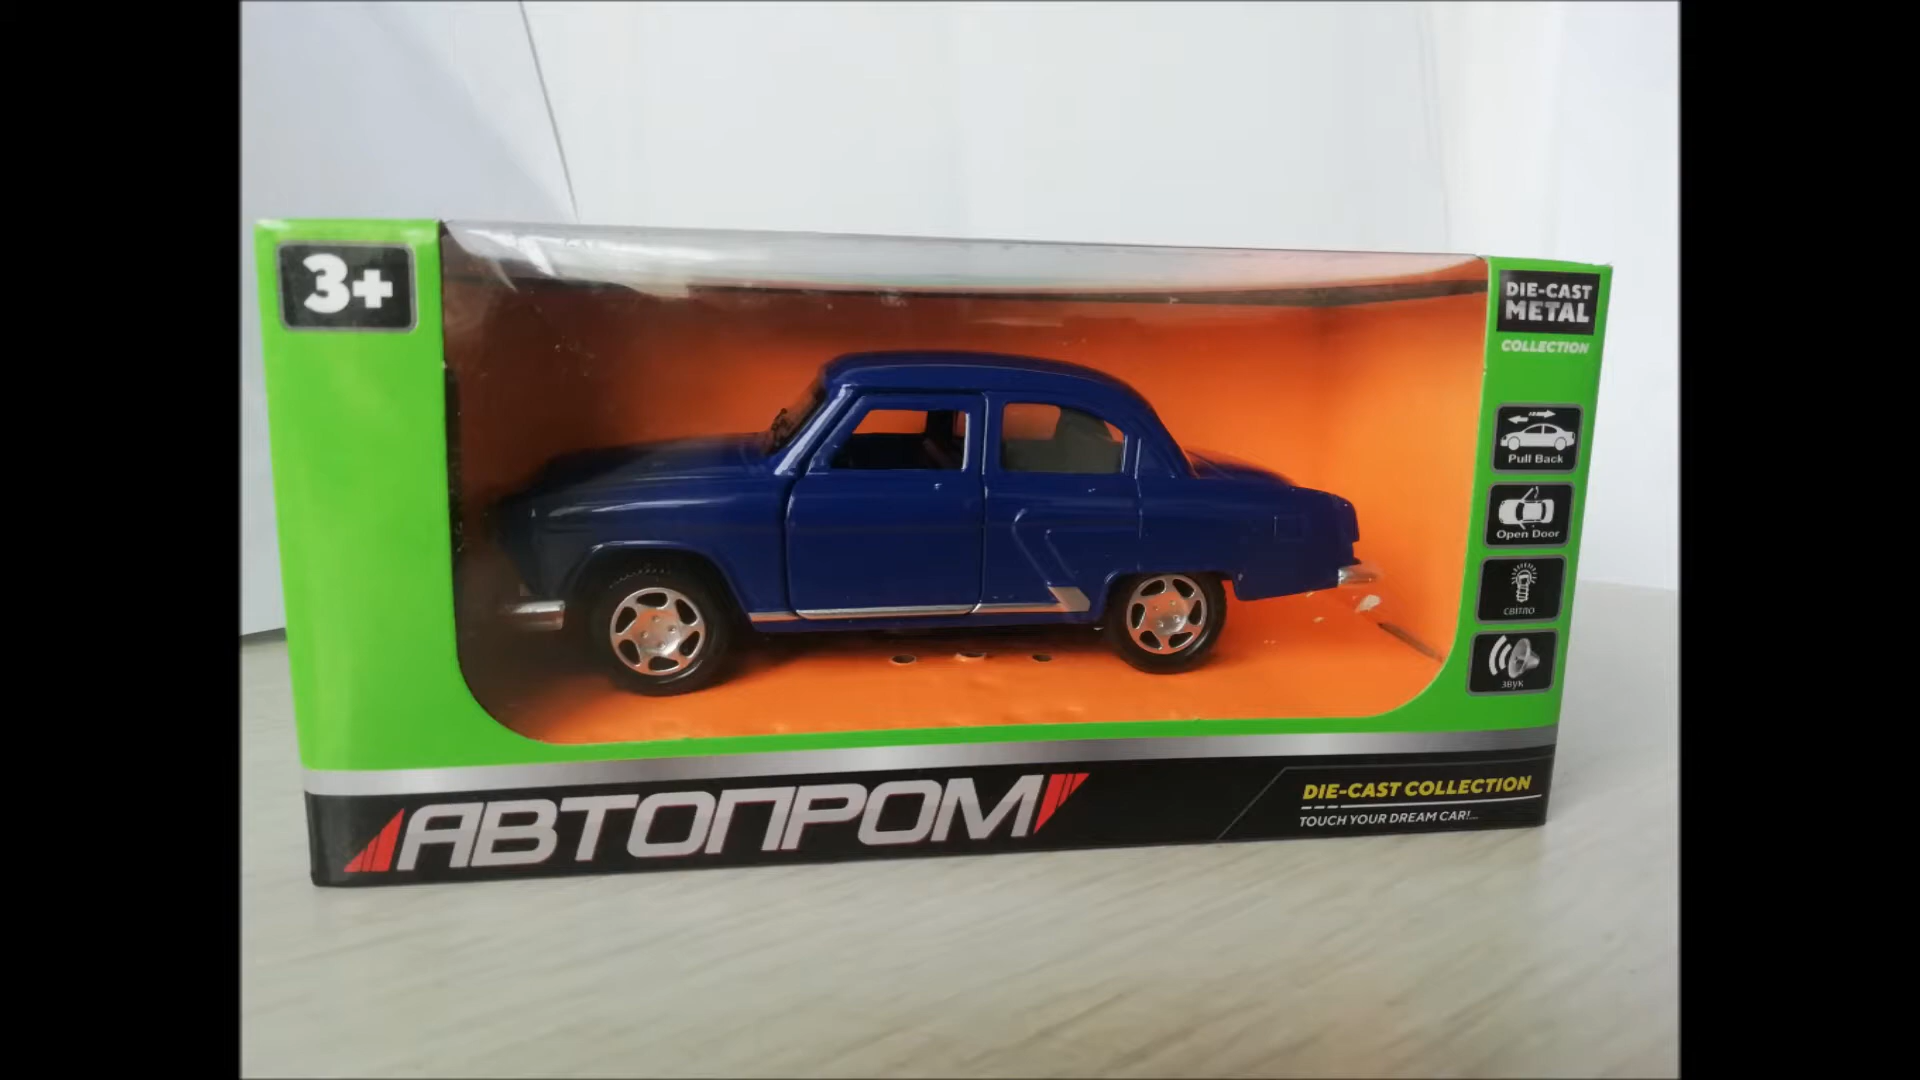 3+
DIE-CAST
METAL
COLLECTION
Pull Back
Open Door
СВІТЛО
ЗВУК
АВТОПРОМ
DIE-CAST COLLECTION
TOUCH YOUR DREAM CAR!...